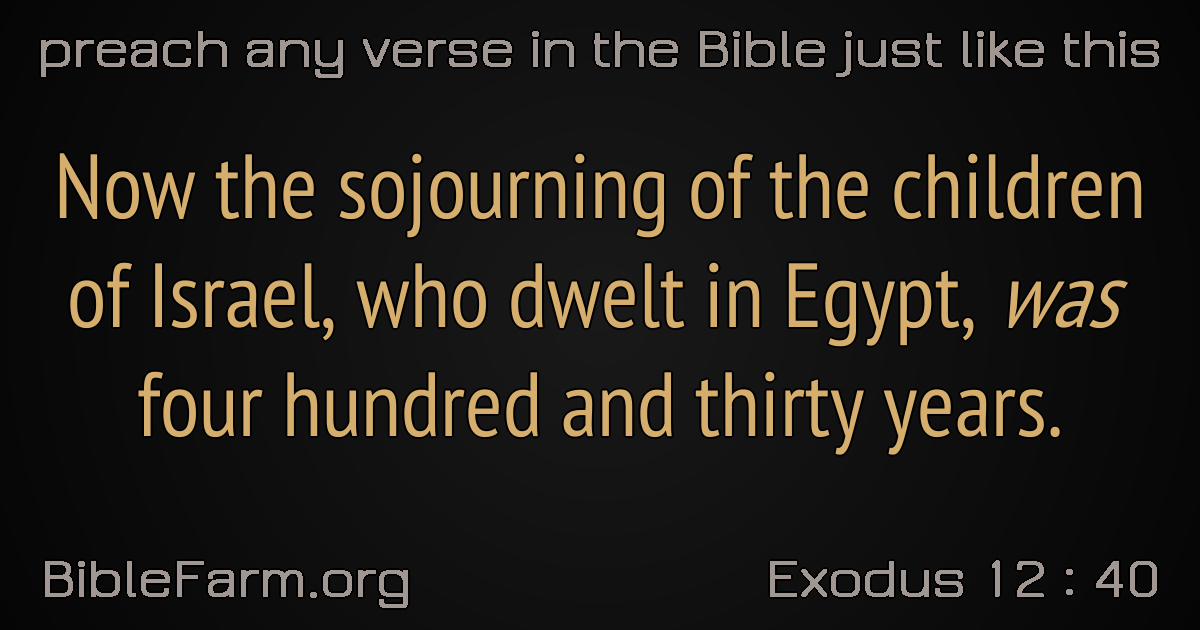 preach any verse in the Bible just like this
Now the sojourning of the children
of Israel, who dwelt in Egypt, was
four hundred and thirty years.
BibleFarm.org
Exodus 12 : 40